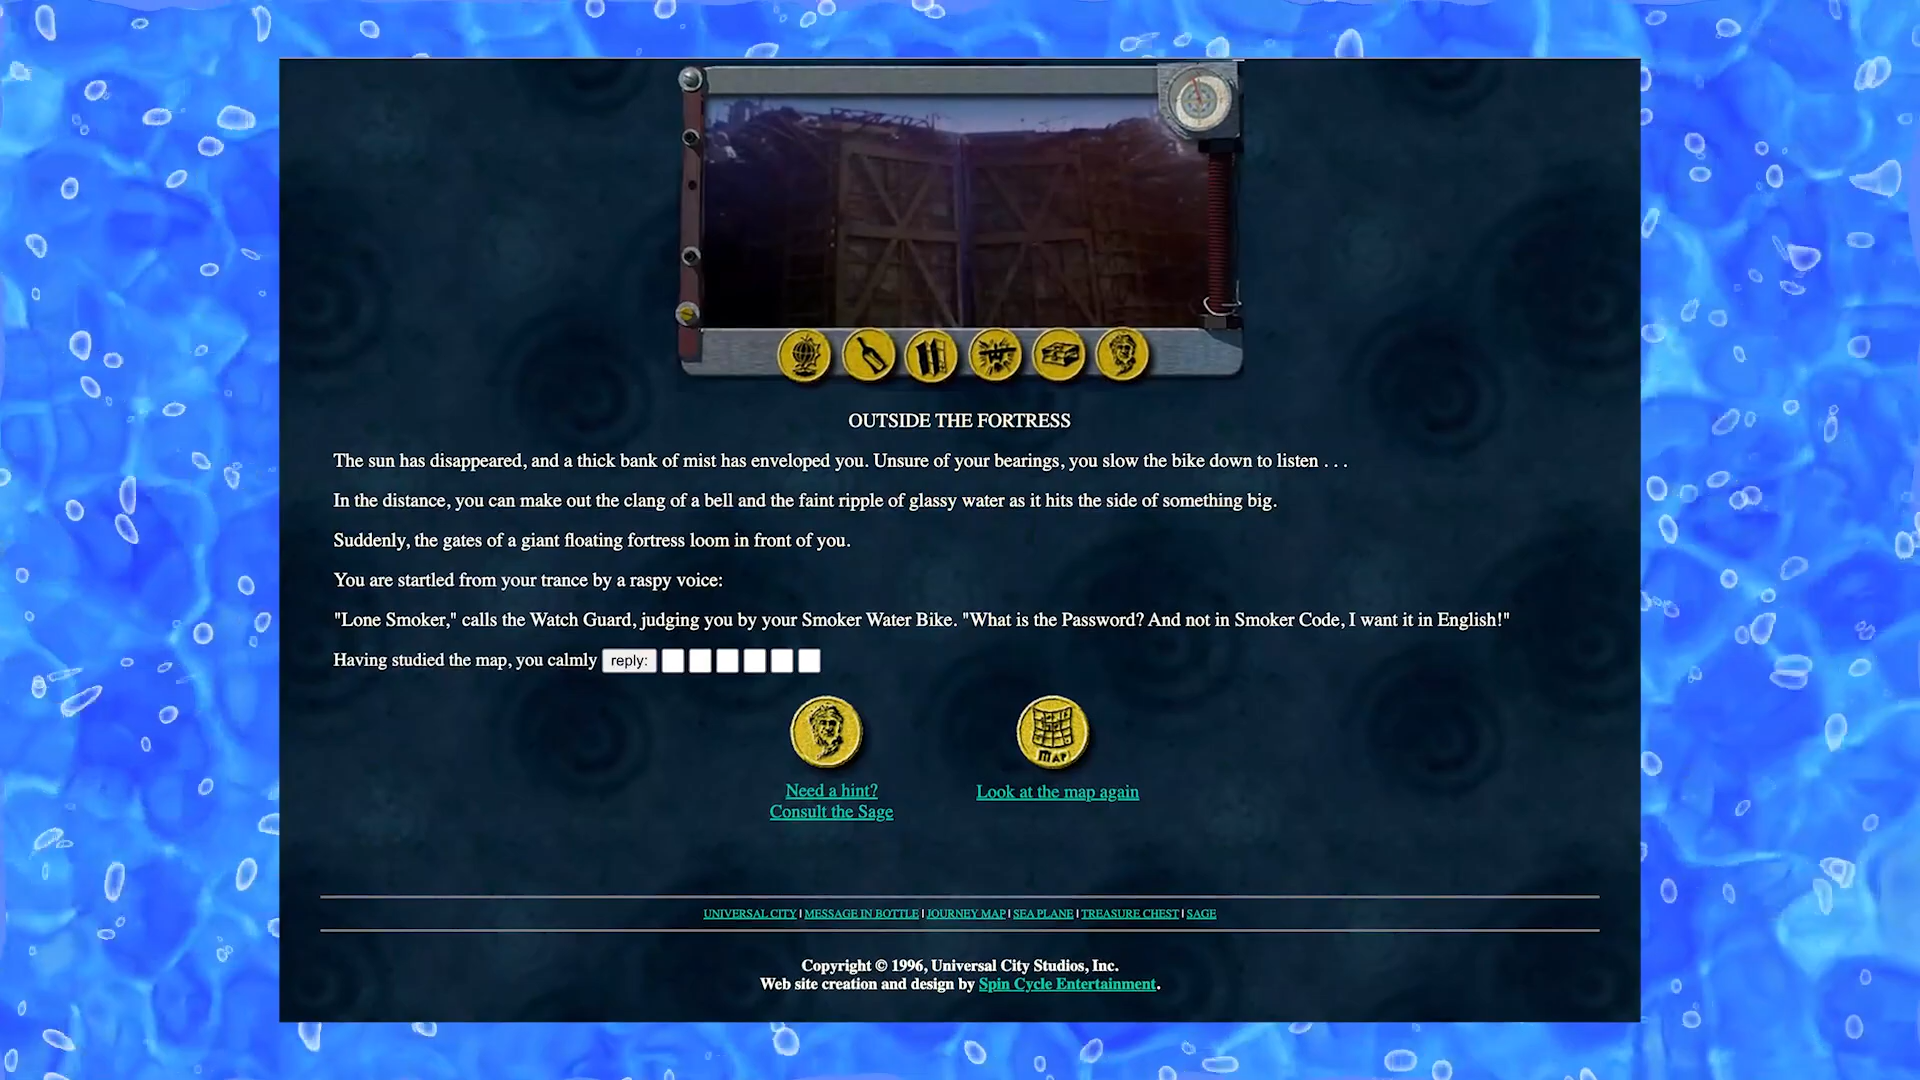 OUTSIDE THE FORTRESS
The sun has disappeared, and a thick bank of mist has enveloped you. Unsure of your bearings, you slow the bike down to listen . . .
In the distance, you can make out the clang of a bell and the faint ripple of glassy water as it hits the side of something big.
Suddenly, the gates of a giant floating fortress loom in front of you.
You are startled from your trance by a raspy voice:
"Lone Smoker," calls the Watch Guard, judging you by your Smoker Water Bike. "What is the Password? And not in Smoker Code, I want it in English!"
Having studied the map, you calmly reply:
MAP
Need a hint?
Consult the Sage
Look at the map again
UNIVERSAL CITY | MESSAGE IN BOTTLE | JOURNEY MAP | SEA PLANE | TREASURE CHEST | SAGE
Copyright © 1996, Universal City Studios, Inc.
Web site creation and design by Spin Cycle Entertainment.